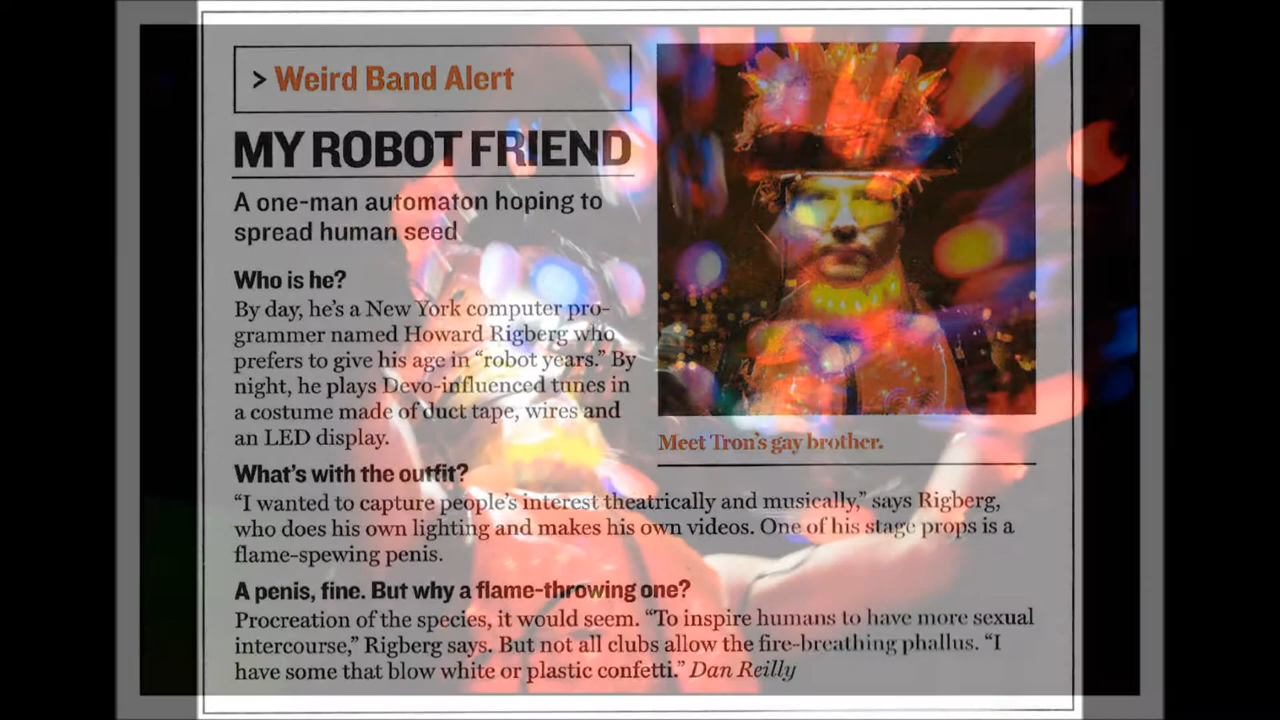 > Weird Band Alert
MY ROBOT FRIEND
A one-man automaton hoping to
spread human seed
Who is he?
By day, he's a New York computer pro-
grammer named Howard Rigberg who
prefers to give his age in “robot years.” By
night, he plays Devo-influenced tunes in
a costume made of duct tape, wires and
an LED display.
Meet Tron's gay brother.
What's with the outfit?
“I wanted to capture people's interest theatrically and musically,” says Rigberg,
who does his own lighting and makes his own videos. One of his stage props is a
flame-spewing penis.
A penis, fine. But why a flame-throwing one?
Procreation of the species, it would seem. “To inspire humans to have more sexual
intercourse,” Rigberg says. But not all clubs allow the fire-breathing phallus. “I
have some that blow white or plastic confetti.” Dan Reilly